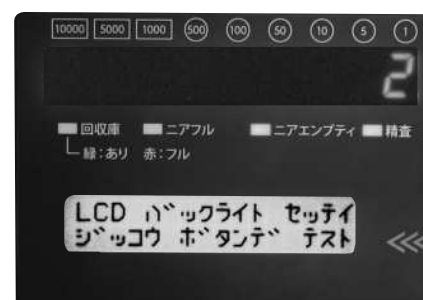 10000 5000 1000 500 100 50 10 5 1
2
回収庫 ニアフル ニアエンプティ 精査
緑:あり 赤:フル
LCD バックライト セッテイ
ジッコウ ボタンデ テスト